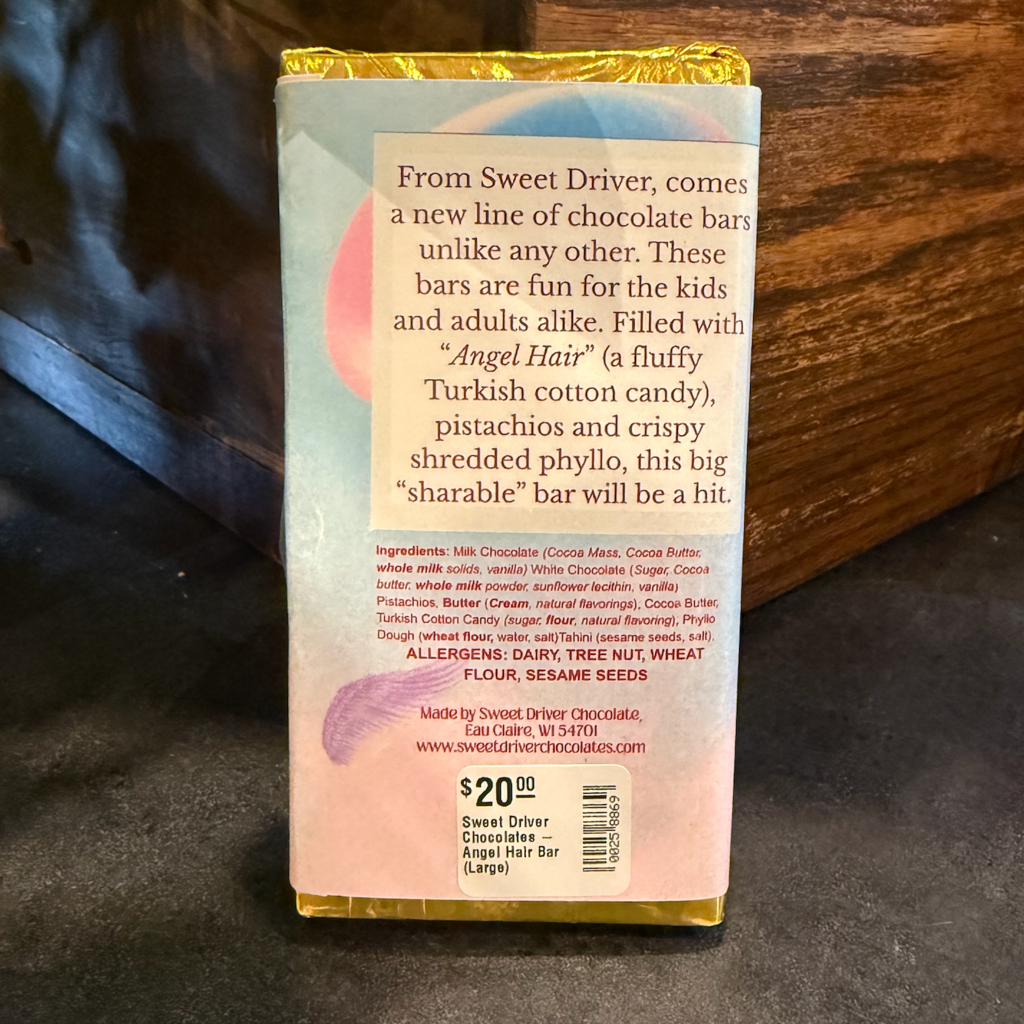 From Sweet Driver, comes
a new line of chocolate bars
unlike any other. These
bars are fun for the kids
and adults alike. Filled with
“Angel Hair” (a fluffy
Turkish cotton candy),
pistachios and crispy
shredded phyllo, this big
“sharable” bar will be a hit.
Ingredients: Milk Chocolate (Cocoa Mass, Cocoa Butter,
whole milk solids, vanilla) White Chocolate (Sugar, Cocoa
butter, whole milk powder, sunflower lecithin, vanilla)
Pistachios, Butter (Cream, natural flavorings), Cocoa Butter,
Turkish Cotton Candy (sugar, flour, natural flavoring), Phyllo
Dough (wheat flour, water, salt)Tahini (sesame seeds, salt).
ALLERGENS: DAIRY, TREE NUT, WHEAT
FLOUR, SESAME SEEDS
Made by Sweet Driver Chocolate,
Eau Claire, WI 54701
www.sweetdriverchocolates.com
$20.00
Sweet Driver
Chocolates —
Angel Hair Bar
(Large)
0025 8869